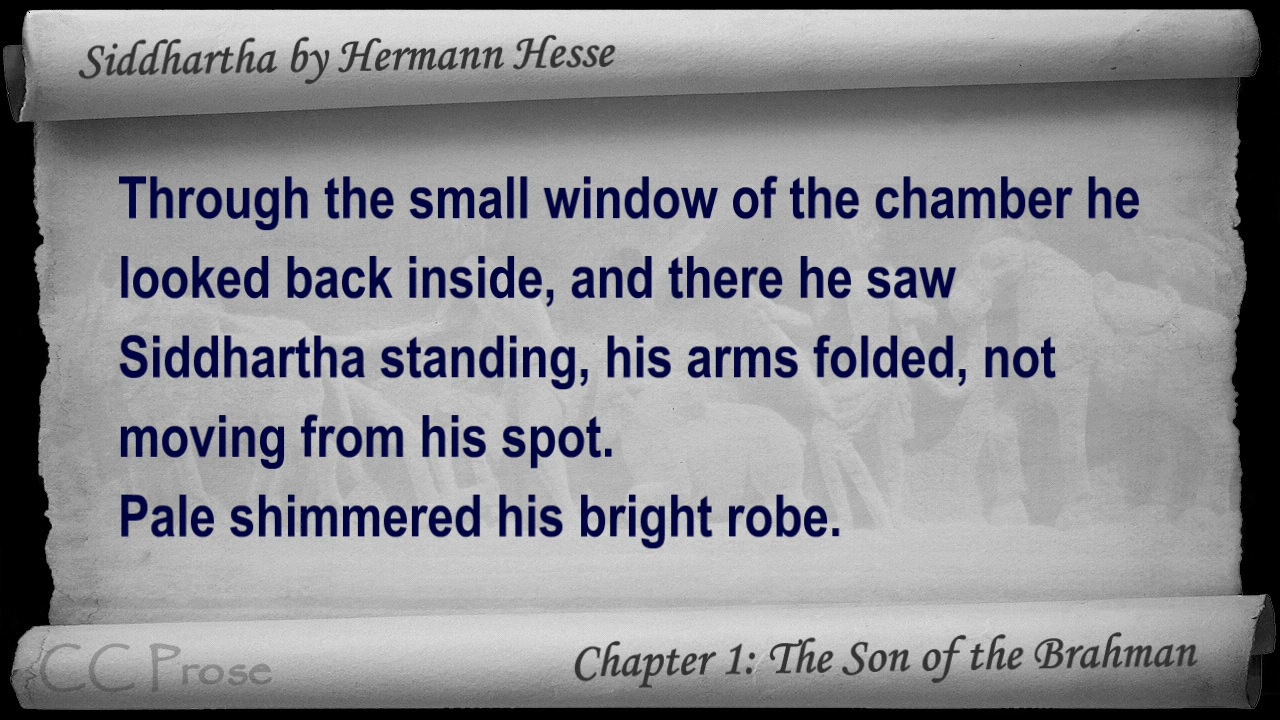 Siddhartha by Hermann Hesse
Through the small window of the chamber he
looked back inside, and there he saw
Siddhartha standing, his arms folded, not
moving from his spot.
Pale shimmered his bright robe.
CC Prose
Chapter 1: The Son of the Brahman